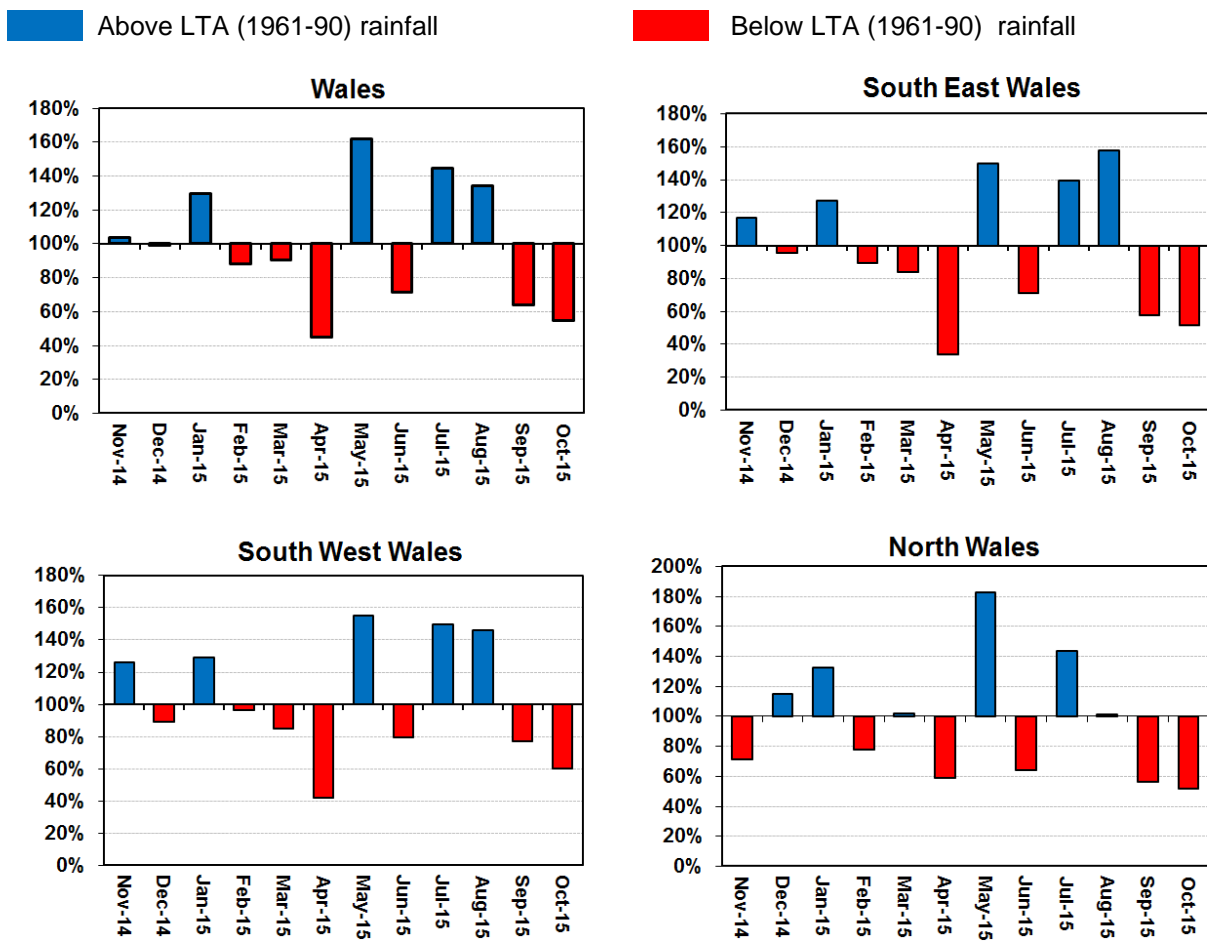 Above LTA (1961-90) rainfall
Below LTA (1961-90) rainfall
Wales
180%
160%
140%
120%
100%
80%
60%
40%
20%
0%
Nov-14
Dec-14
Jan-15
Feb-15
Mar-15
Apr-15
May-15
Jun-15
Jul-15
Aug-15
Sep-15
Oct-15
South East Wales
180%
160%
140%
120%
100%
80%
60%
40%
20%
0%
Nov-14
Dec-14
Jan-15
Feb-15
Mar-15
Apr-15
May-15
Jun-15
Jul-15
Aug-15
Sep-15
Oct-15
South West Wales
180%
160%
140%
120%
100%
80%
60%
40%
20%
0%
Nov-14
Dec-14
Jan-15
Feb-15
Mar-15
Apr-15
May-15
Jun-15
Jul-15
Aug-15
Sep-15
Oct-15
North Wales
200%
180%
160%
140%
120%
100%
80%
60%
40%
20%
0%
Nov-14
Dec-14
Jan-15
Feb-15
Mar-15
Apr-15
May-15
Jun-15
Jul-15
Aug-15
Sep-15
Oct-15